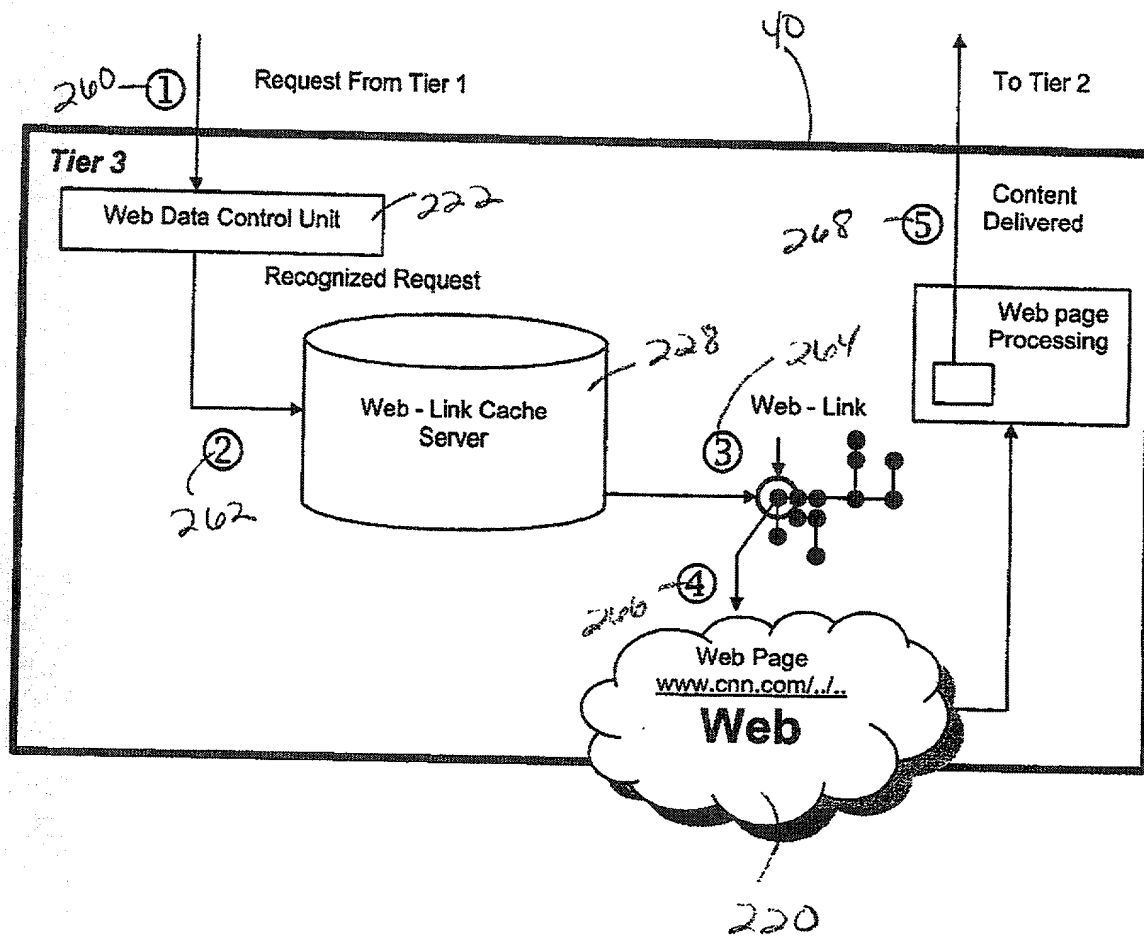 40
260 ① Request From Tier 1
To Tier 2
Tier 3
Web Data Control Unit
222
Content
Delivered
268 ⑤
Recognized Request
Web page
Processing
228
264
Web - Link Cache
Server
Web - Link
②
③
262
266 ④
Web Page
www.cnn.com/../..
Web
220